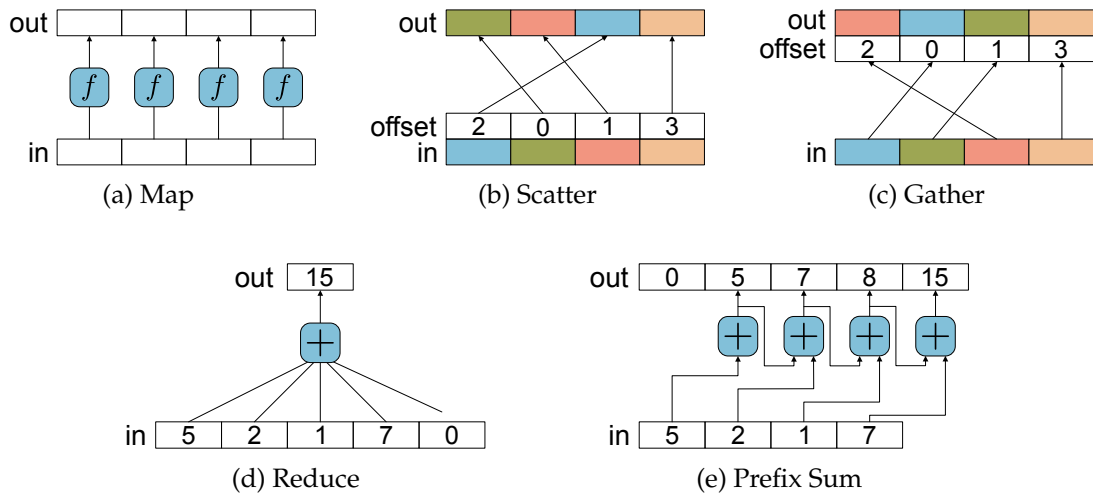 out
f f f f
in
(a) Map
out
offset 2 0 1 3
in
(b) Scatter
out
offset 2 0 1 3
in
(c) Gather
out 15
+
in 5 2 1 7 0
(d) Reduce
out 0 5 7 8 15
+ + + +
in 5 2 1 7
(e) Prefix Sum